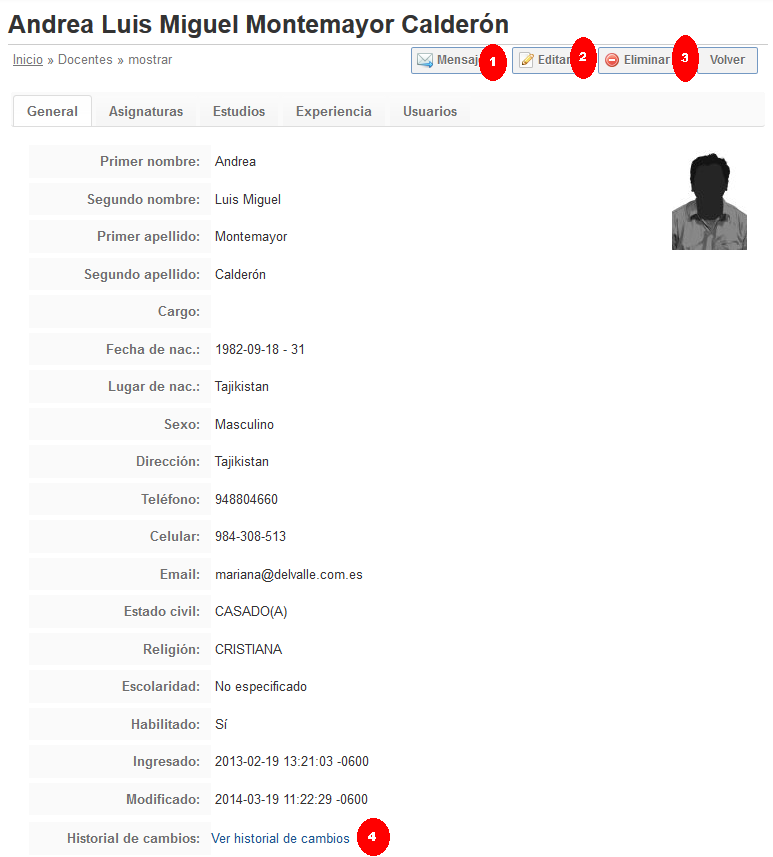 Andrea Luis Miguel Montemayor Calderón
Inicio » Docentes » mostrar
1 Editar 2 Eliminar 3 Volver
General Asignaturas Estudios Experiencia Usuarios
Primer nombre: Andrea
Segundo nombre: Luis Miguel
Primer apellido: Montemayor
Segundo apellido: Calderón
Cargo:
Fecha de nac.: 1982-09-18 - 31
Lugar de nac.: Tajikistan
Sexo: Masculino
Dirección: Tajikistan
Teléfono: 948804660
Celular: 984-308-513
Email: mariana@delvalle.com.es
Estado civil: CASADO(A)
Religión: CRISTIANA
Escolaridad: No especificado
Habilitado: Sí
Ingresado: 2013-02-19 13:21:03 -0600
Modificado: 2014-03-19 11:22:29 -0600
Historial de cambios: Ver historial de cambios 4